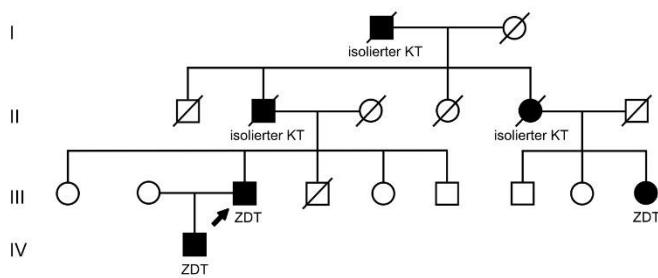 I
isolierter KT
II
isolierter KT
isolierter KT
III
ZDT
ZDT
IV
ZDT